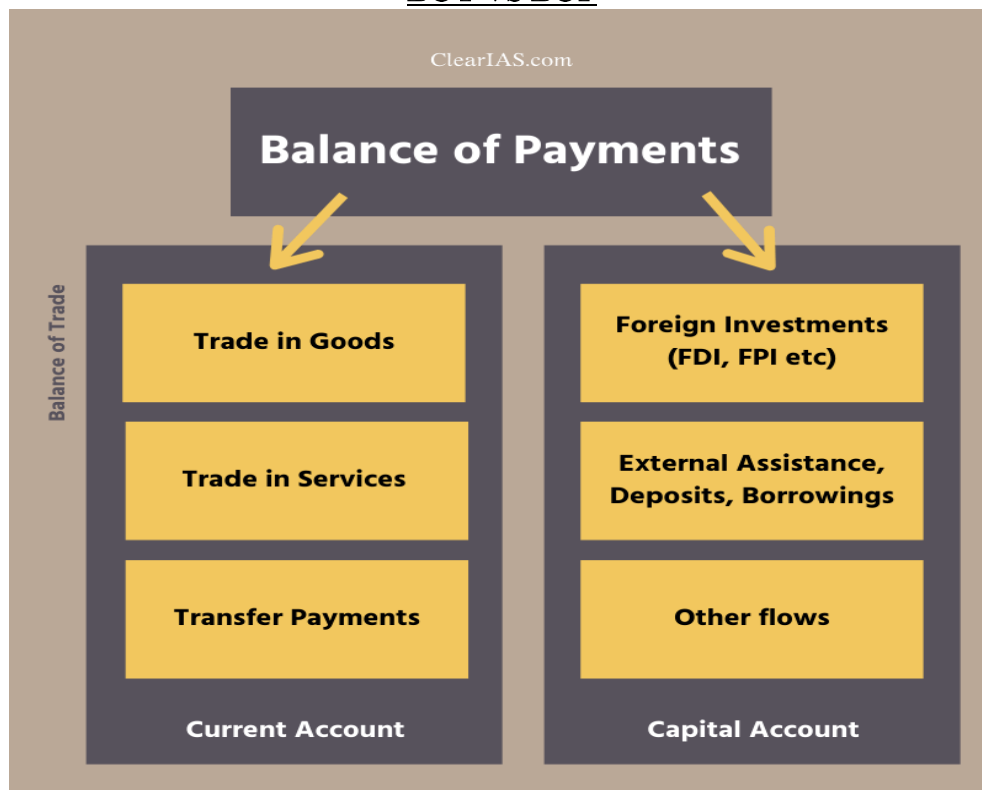 ClearIAS.com
Balance of Payments
Balance of Trade
Trade in Goods
Trade in Services
Transfer Payments
Current Account
Foreign Investments
(FDI, FPI etc)
External Assistance,
Deposits, Borrowings
Other flows
Capital Account